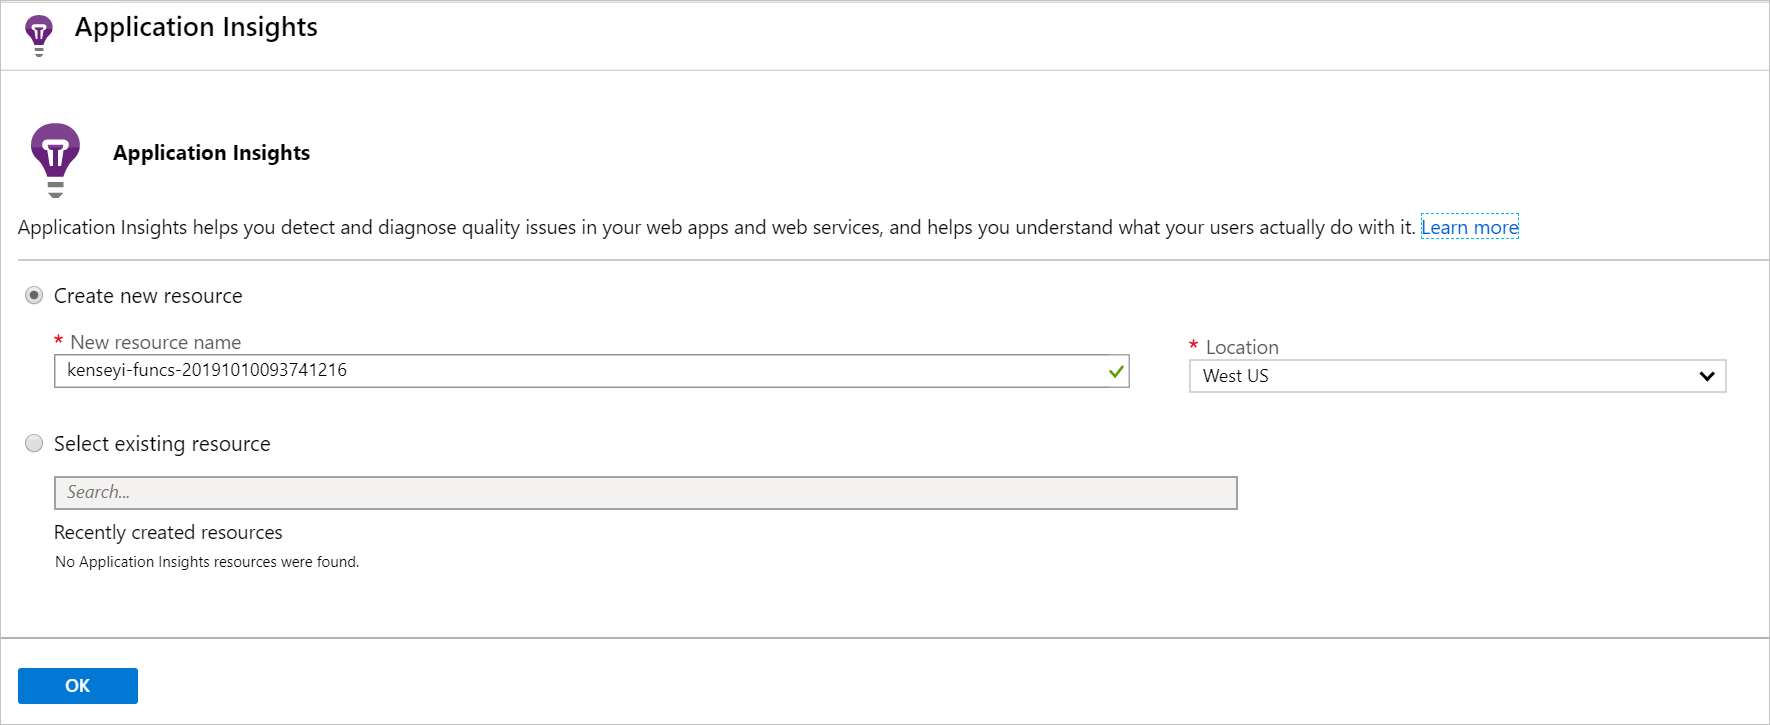 Application Insights
Application Insights
Application Insights helps you detect and diagnose quality issues in your web apps and web services, and helps you understand what your users actually do with it. Learn more
Create new resource
* New resource name
* Location
kenseyi-funcs-20191010093741216
West US
Select existing resource
Search...
Recently created resources
No Application Insights resources were found.
OK